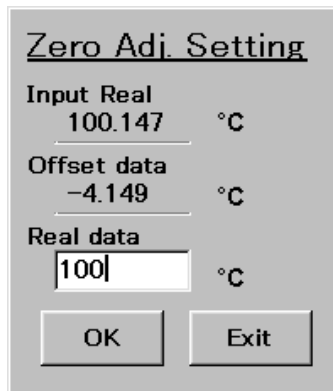 Zero Adj. Setting
Input Real
100.147 °C
Offset data
-4.149 °C
Real data
100 °C
OK Exit